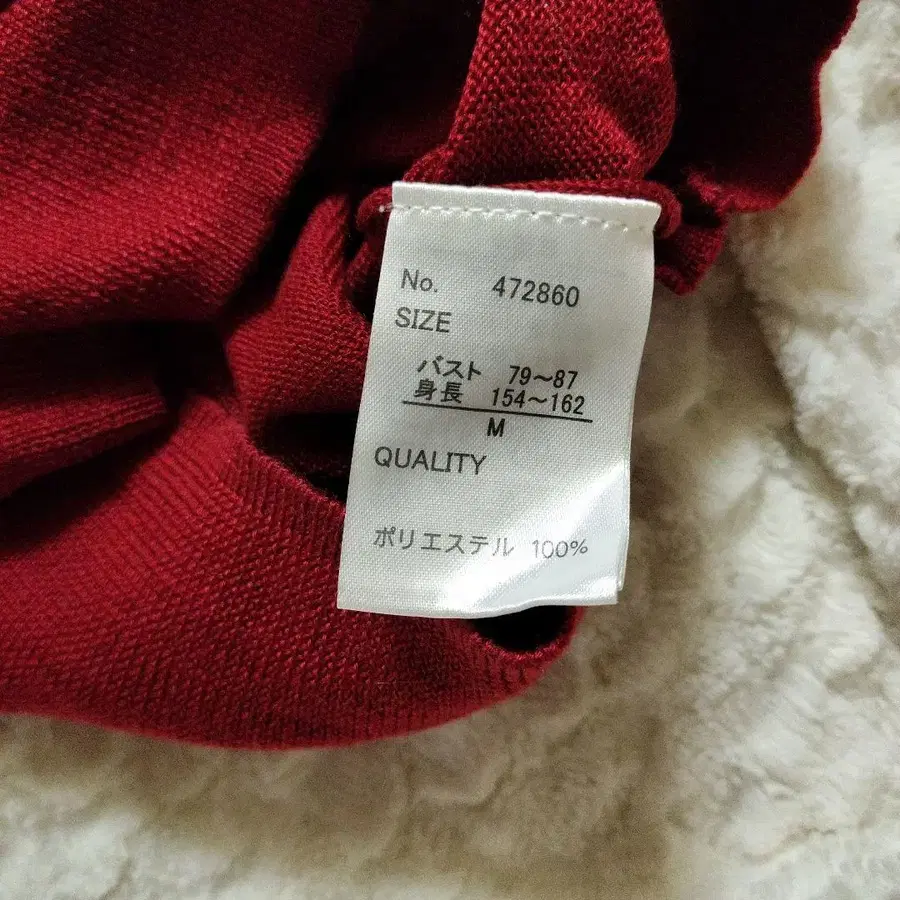 No. 472860
SIZE
バスト 79～87
身長 154～162
M
QUALITY
ポリエステル 100%